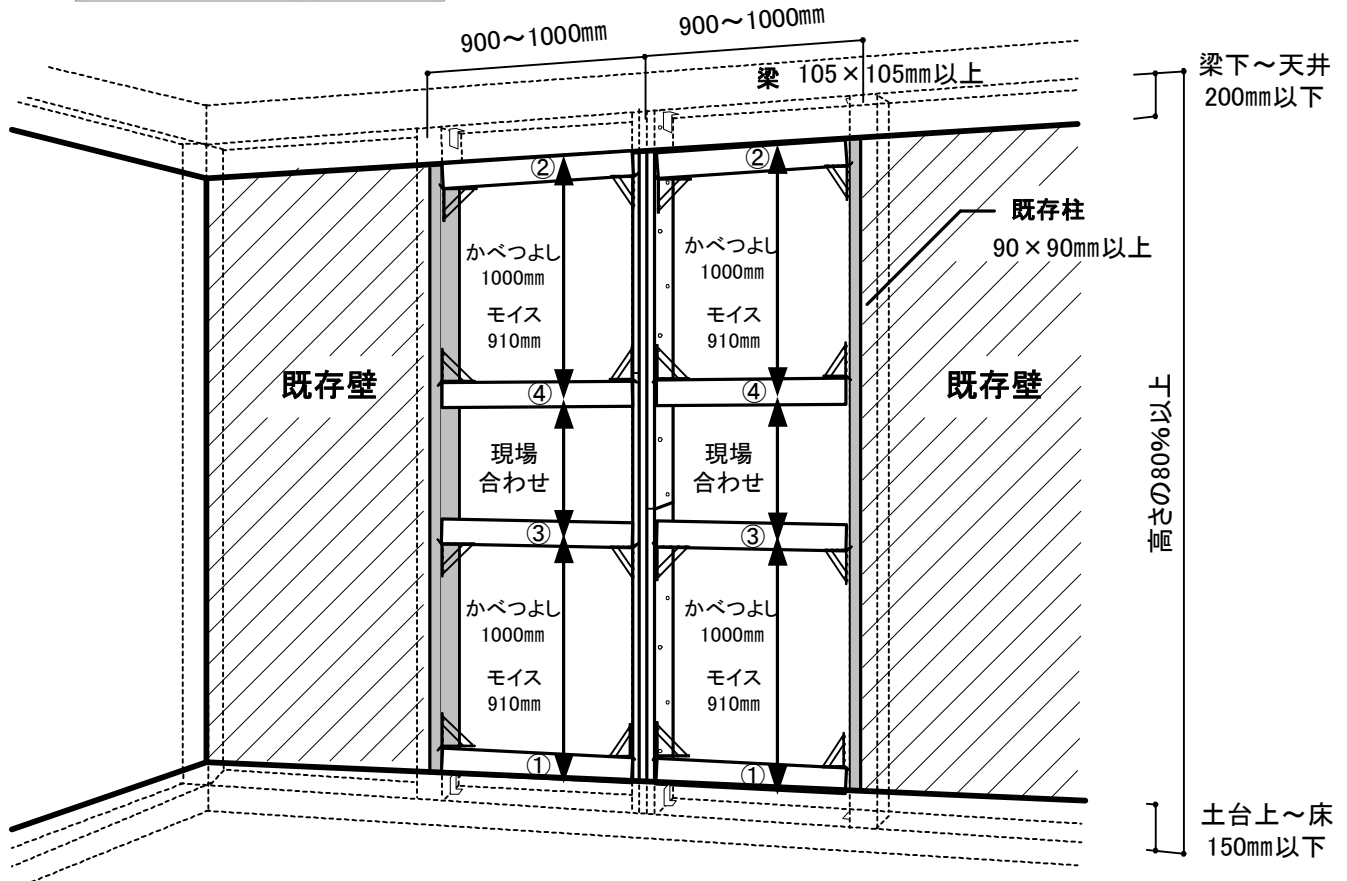 900～1000㎜
900～1000㎜
梁 105×105㎜以上
梁下～天井
200㎜以下
②
②
既存柱
90×90㎜以上
かべつよし
1000㎜
モイス
910㎜
かべつよし
1000㎜
モイス
910㎜
既存壁
既存壁
④
④
高さの80％以上
現場
合わせ
現場
合わせ
③
③
かべつよし
1000㎜
モイス
910㎜
かべつよし
1000㎜
モイス
910㎜
①
①
土台上～床
150㎜以下